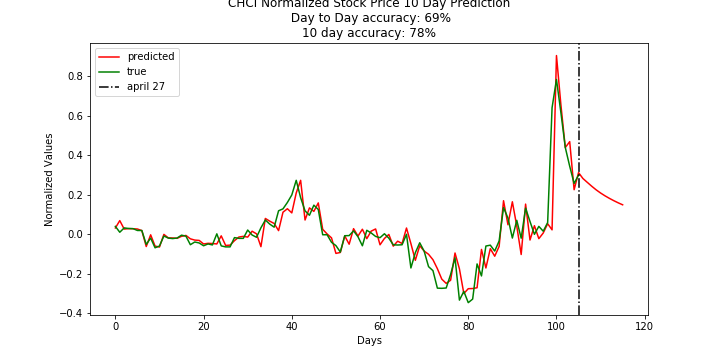 CHCI Normalized Stock Price 10 Day Prediction
Day to Day accuracy: 69%
10 day accuracy: 78%
predicted
true
april 27
Normalized Values
0.8
0.6
0.4
0.2
0.0
−0.2
−0.4
0
20
40
60
80
100
120
Days